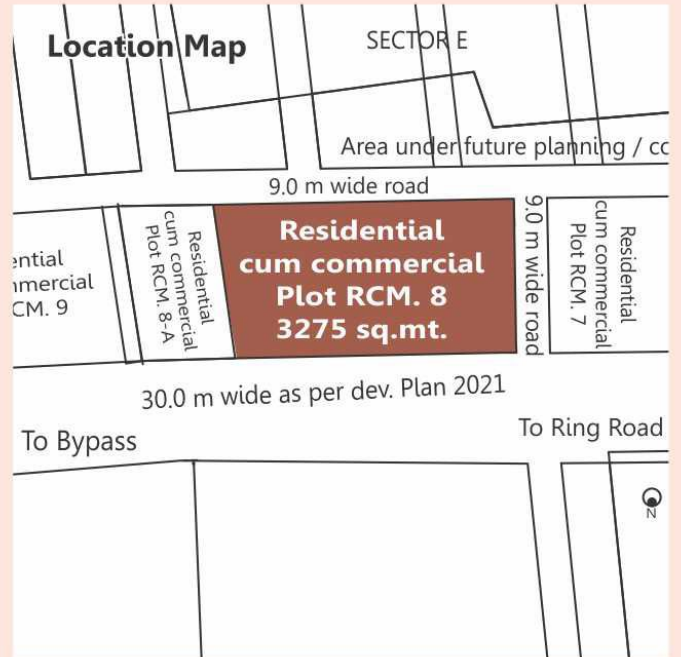 Location Map
SECTOR E
Area under future planning / cc
9.0 m wide road
ential
nmercial
CM. 9
Residential
cum commercial
Plot RCM. 8-A
Residential
cum commercial
Plot RCM. 8
3275 sq.mt.
9.0 m wide road
Residential
cum commercial
Plot RCM. 7
30.0 m wide as per dev. Plan 2021
To Bypass
To Ring Road
N